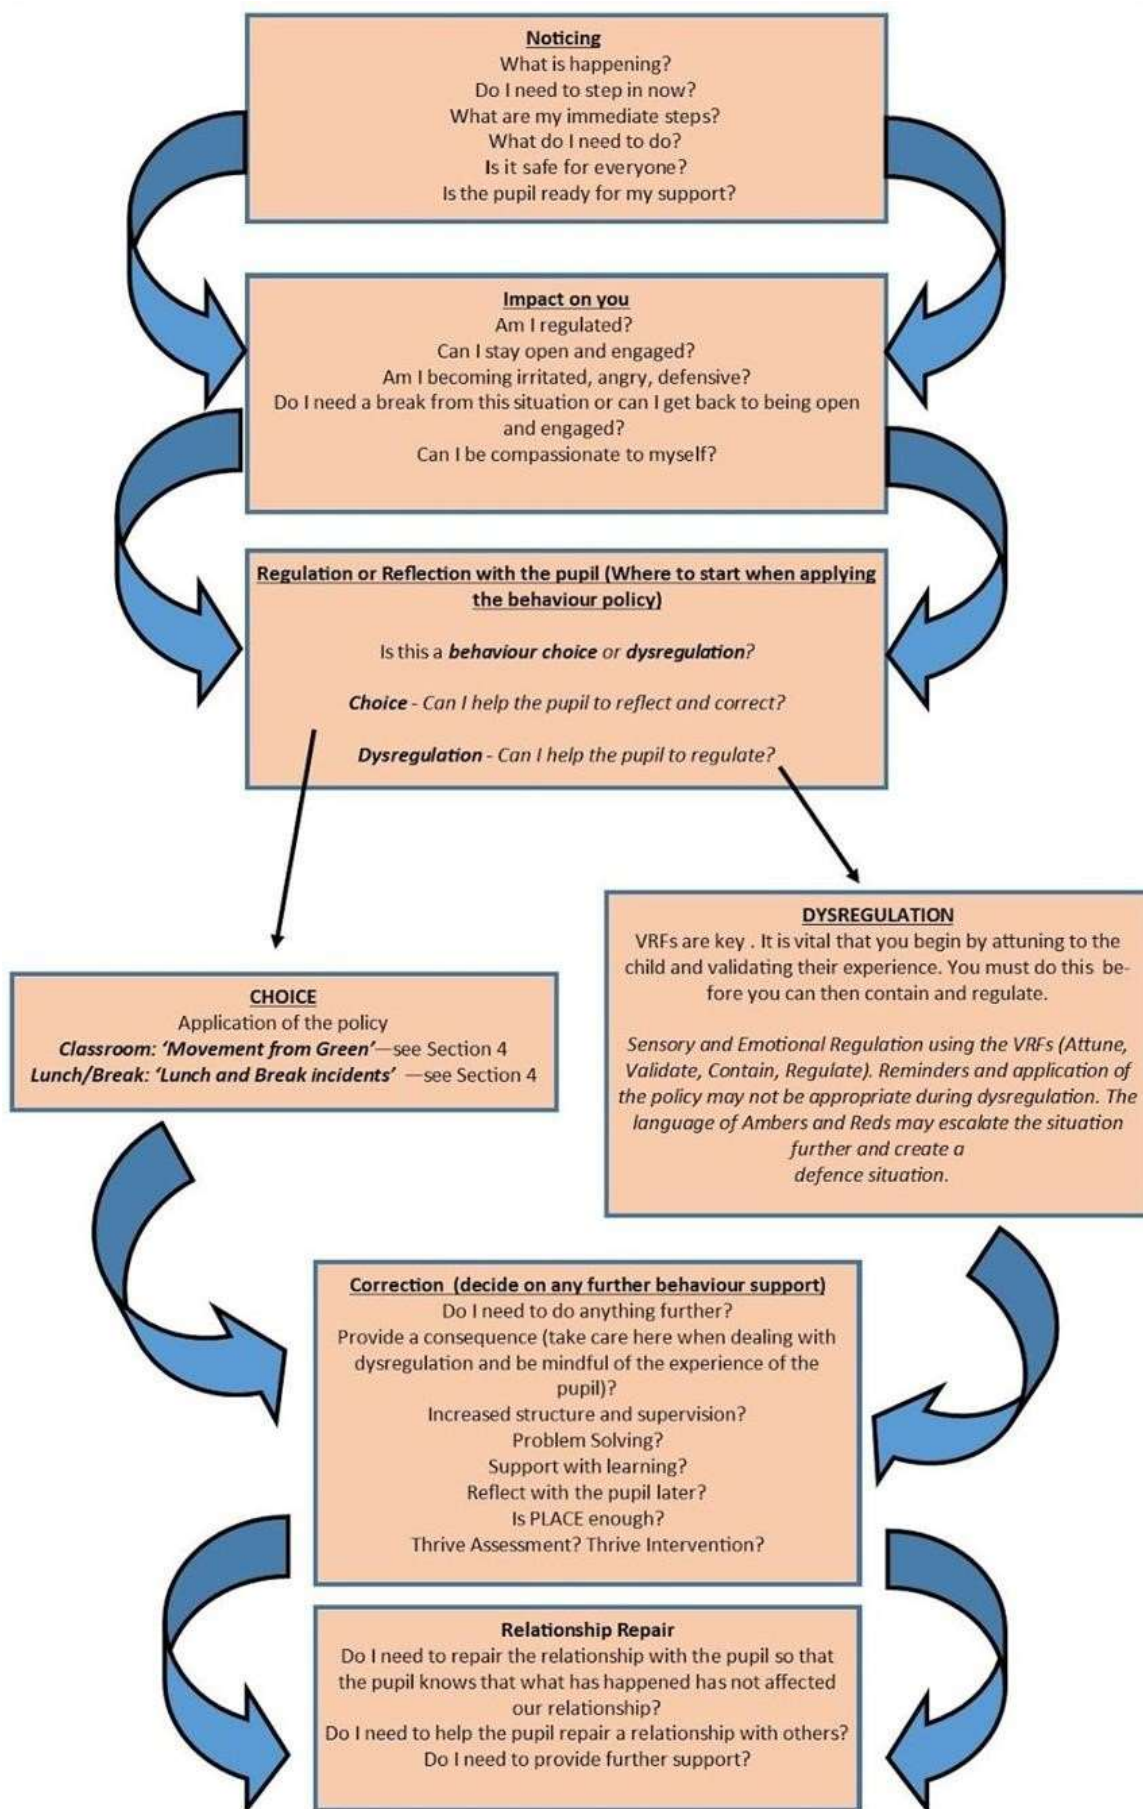 Noticing
What is happening?
Do I need to step in now?
What are my immediate steps?
What do I need to do?
Is it safe for everyone?
Is the pupil ready for my support?
Impact on you
Am I regulated?
Can I stay open and engaged?
Am I becoming irritated, angry, defensive?
Do I need a break from this situation or can I get back to being open
and engaged?
Can I be compassionate to myself?
Regulation or Reflection with the pupil (Where to start when applying
the behaviour policy)
Is this a behaviour choice or dysregulation?
Choice - Can I help the pupil to reflect and correct?
Dysregulation - Can I help the pupil to regulate?
CHOICE
Application of the policy
Classroom: ‘Movement from Green’—see Section 4
Lunch/Break: ‘Lunch and Break incidents’ —see Section 4
DYSREGULATION
VRFs are key . It is vital that you begin by attuning to the
child and validating their experience. You must do this be-
fore you can then contain and regulate.
Sensory and Emotional Regulation using the VRFs (Attune,
Validate, Contain, Regulate). Reminders and application of
the policy may not be appropriate during dysregulation. The
language of Ambers and Reds may escalate the situation
further and create a
defence situation.
Correction (decide on any further behaviour support)
Do I need to do anything further?
Provide a consequence (take care here when dealing with
dysregulation and be mindful of the experience of the
pupil)?
Increased structure and supervision?
Problem Solving?
Support with learning?
Reflect with the pupil later?
Is PLACE enough?
Thrive Assessment? Thrive Intervention?
Relationship Repair
Do I need to repair the relationship with the pupil so that
the pupil knows that what has happened has not affected
our relationship?
Do I need to help the pupil repair a relationship with others?
Do I need to provide further support?